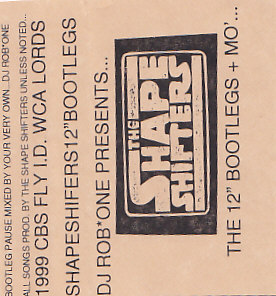 BOOTLEG PAUSE MIXED BY YOUR VERY OWN...DJ ROB*ONE
ALL SONGS PROD. BY THE SHAPE SHIFTERS UNLESS NOTED...
1999 CBS FLY I.D. WCA LORDS
SHAPESHIFERS12"BOOTLEGS
DJ ROB*ONE PRESENTS...
THE
SHAPE
SHIFTERS
THE 12" BOOTLEGS + MO'...